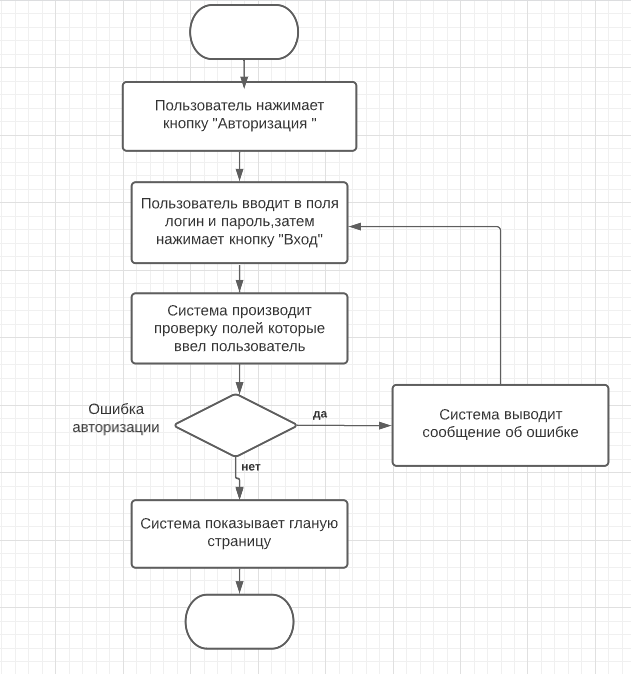 Пользователь нажимает
кнопку "Авторизация "
Пользователь вводит в поля
логин и пароль,затем
нажимает кнопку "Вход"
Система производит
проверку полей которые
ввел пользователь
Ошибка
авторизации
да
Система выводит
сообщение об ошибке
нет
Система показывает гланую
страницу